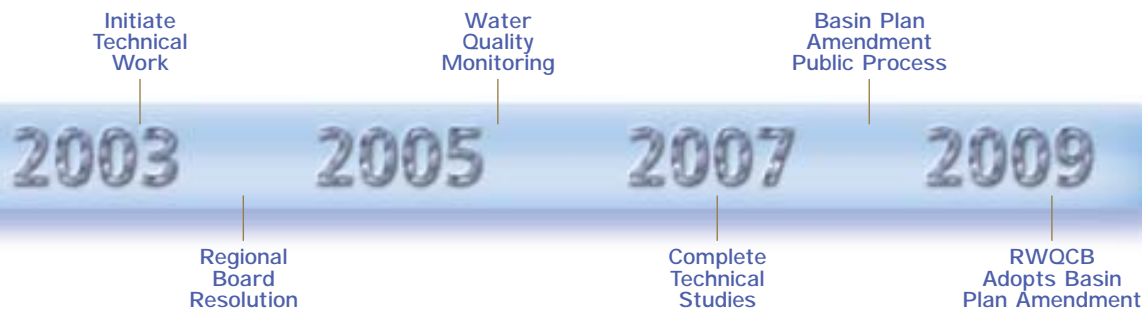 Initiate
Technical
Work
Water
Quality
Monitoring
Basin Plan
Amendment
Public Process
2003 2005 2007 2009
Regional
Board
Resolution
Complete
Technical
Studies
RWQCB
Adopts Basin
Plan Amendment